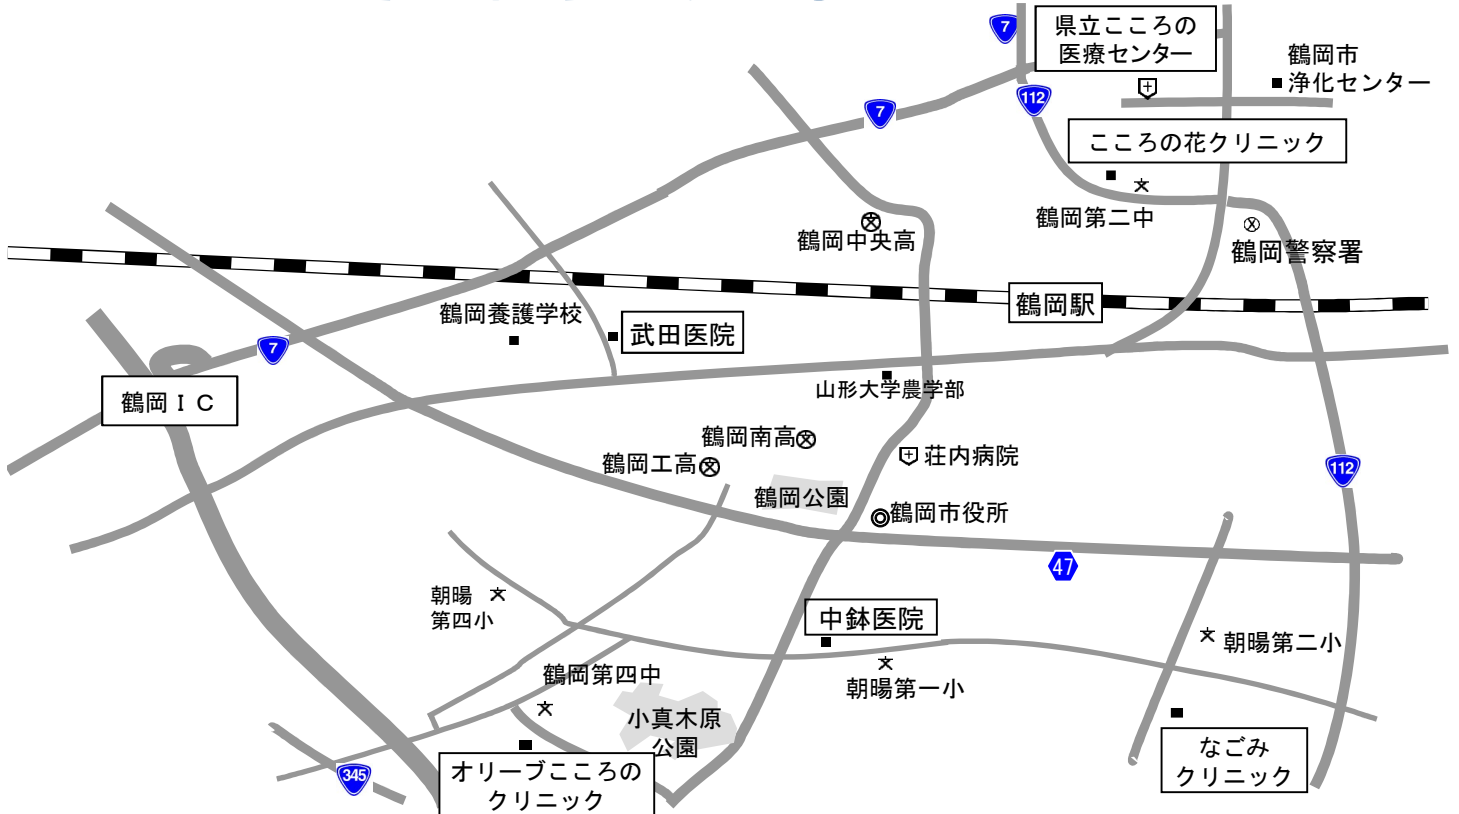 7
県立こころの
医療センター
鶴岡市
浄化センター
112
7
こころの花クリニック
鶴岡第二中
鶴岡中央高
鶴岡警察署
鶴岡養護学校
武田医院
鶴岡駅
7
山形大学農学部
鶴岡ＩＣ
鶴岡南高
鶴岡工高
荘内病院
112
鶴岡公園
鶴岡市役所
47
朝暘
第四小
中鉢医院
朝暘第二小
鶴岡第四中
朝暘第一小
小真木原
公園
なごみ
クリニック
345
オリーブこころの
クリニック